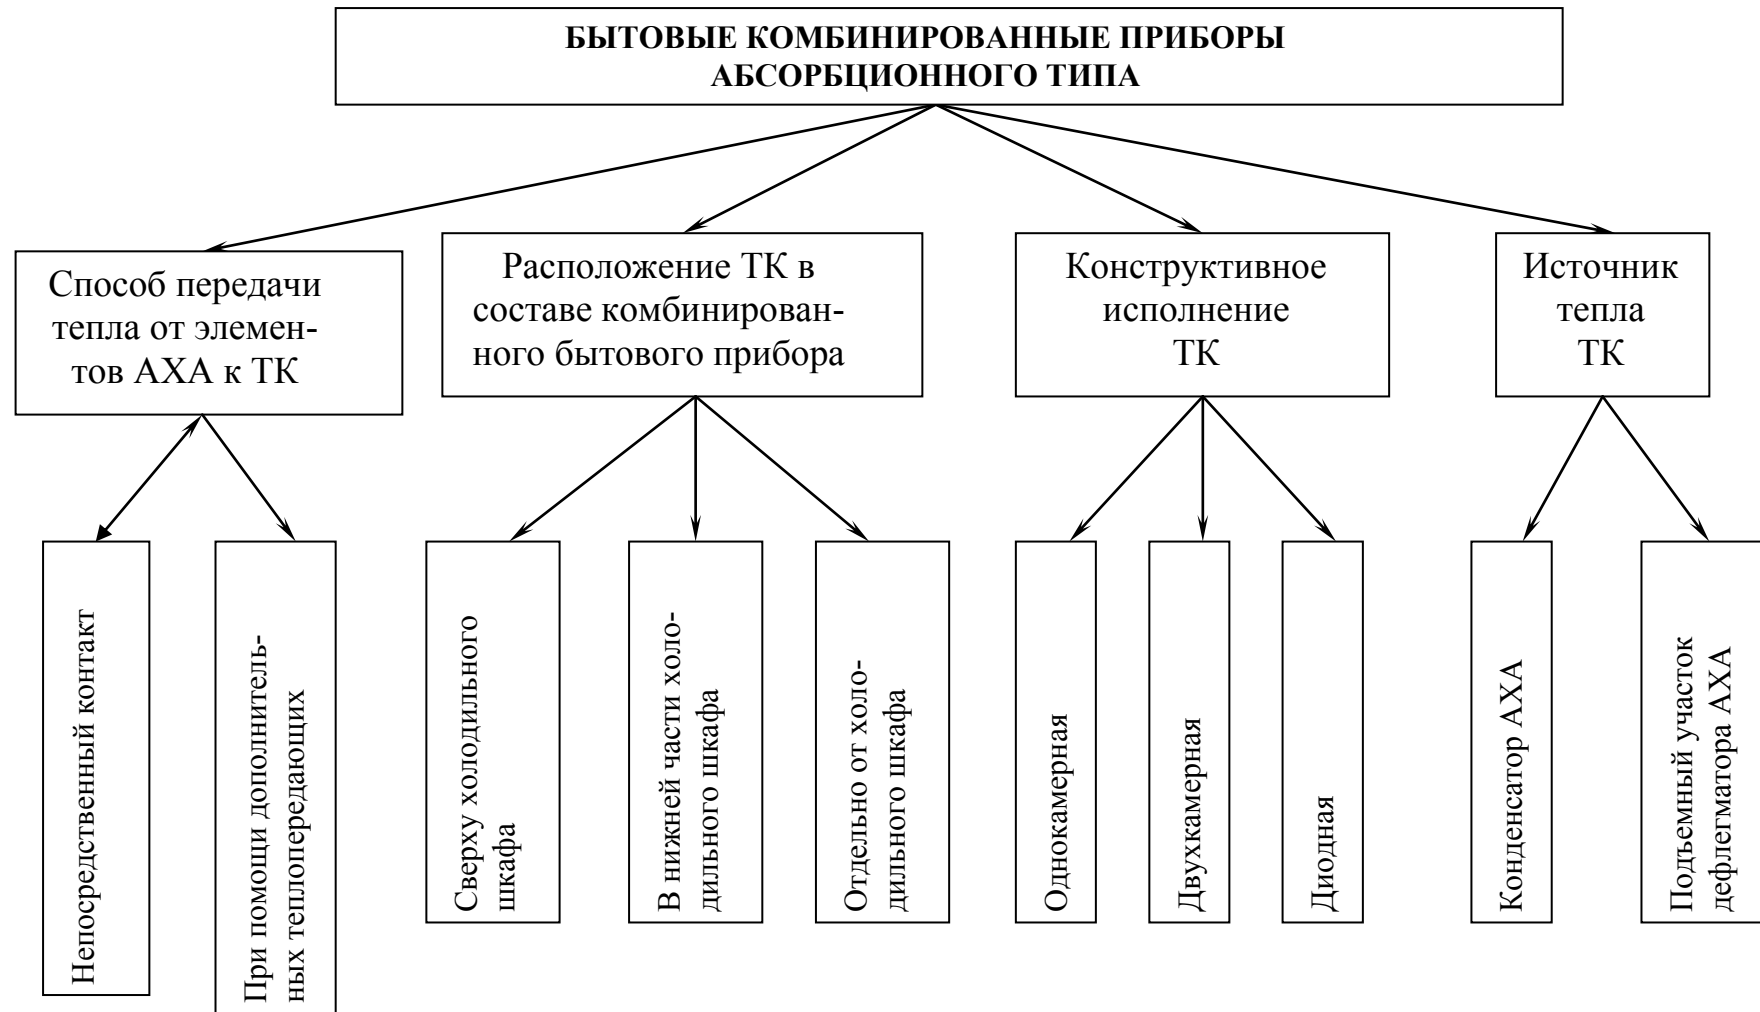 БЫТОВЫЕ КОМБИНИРОВАННЫЕ ПРИБОРЫ
АБСОРБЦИОННОГО ТИПА
Способ передачи
тепла от элемен-
тов АХА к ТК
Расположение ТК в
составе комбинирован-
ного бытового прибора
Конструктивное
исполнение
ТК
Источник
тепла
ТК
Непосредственный контакт
При помощи дополнитель-
ных теплопередающих
Сверху холодильного
шкафа
В нижней части холо-
дильного шкафа
Отдельно от холо-
дильного шкафа
Однокамерная
Двухкамерная
Диодная
Конденсатор АХА
Подъемный участок
дефлегматора АХА